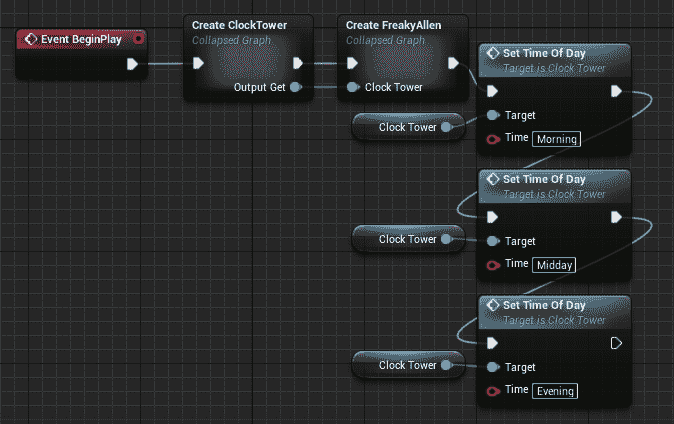 Event BeginPlay
Create ClockTower
Collapsed Graph
Output Get
Create FreakyAllen
Collapsed Graph
Clock Tower
Set Time Of Day
Target is Clock Tower
Target
Time Morning
Clock Tower
Set Time Of Day
Target is Clock Tower
Target
Time Midday
Clock Tower
Set Time Of Day
Target is Clock Tower
Target
Time Evening
Clock Tower